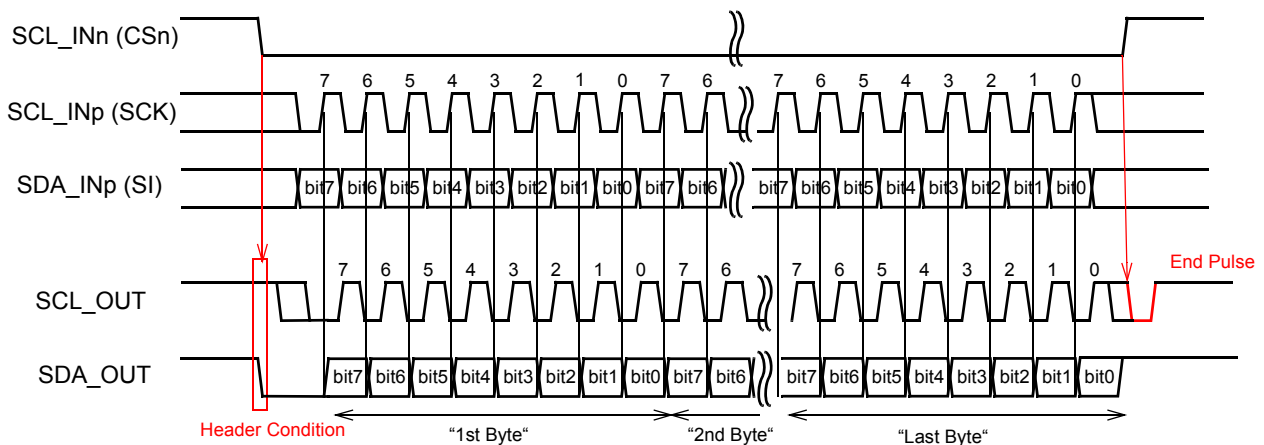 SCL_INn (CSn)
7 6 5 4 3 2 1 0 7 6 7 6 5 4 3 2 1 0
SCL_INp (SCK)
SDA_INp (SI) bit7 bit6 bit5 bit4 bit3 bit2 bit1 bit0 bit7 bit6 bit7 bit6 bit5 bit4 bit3 bit2 bit1 bit0
7 6 5 4 3 2 1 0 7 6 7 6 5 4 3 2 1 0 End Pulse
SCL_OUT
SDA_OUT bit7 bit6 bit5 bit4 bit3 bit2 bit1 bit0 bit7 bit6 bit7 bit6 bit5 bit4 bit3 bit2 bit1 bit0
Header Condition “1st Byte“ “2nd Byte“ “Last Byte“